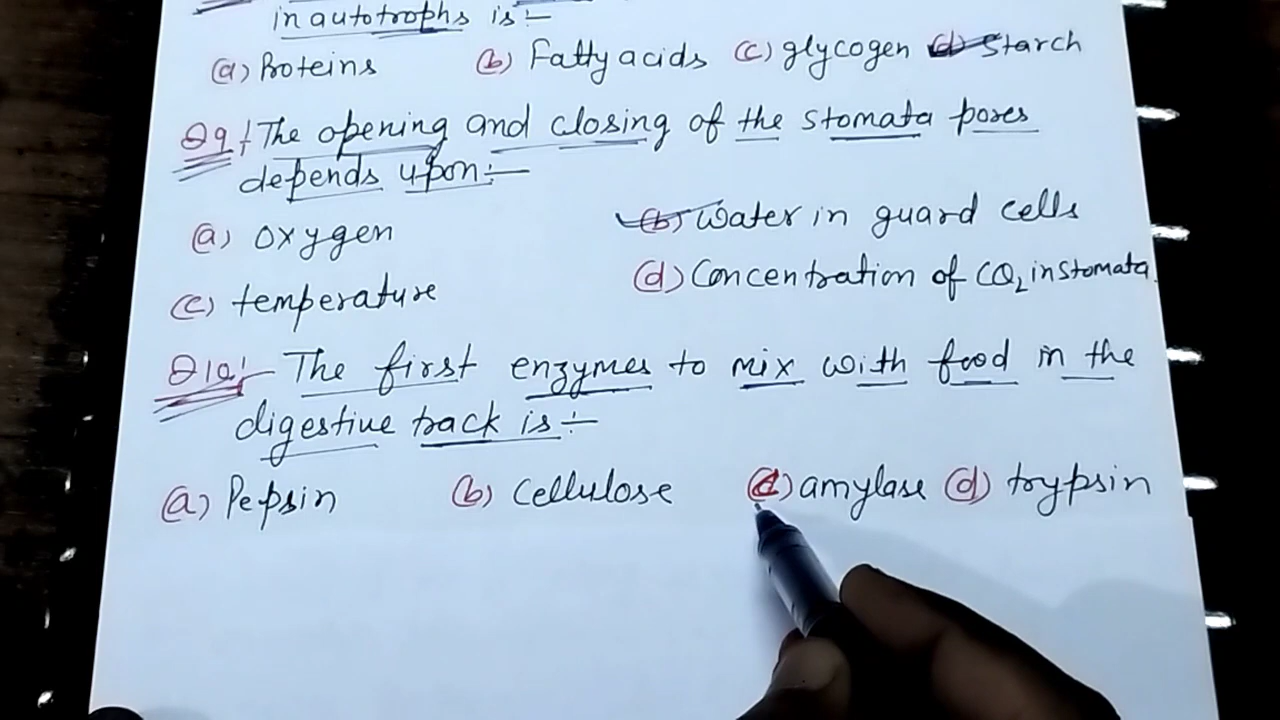 in autotrophs is :-
(a) Proteins (b) Fatty acids (c) glycogen (d) Starch
Q9:- The opening and closing of the stomata pores
depends upon:-
(a) oxygen (b) Water in guard cells
(c) temperature (d) Concentration of CO2 in stomata.
Q10:- The first enzymes to mix with food in the
digestive track is :-
(a) Pepsin (b) Cellulose (c) amylase (d) trypsin